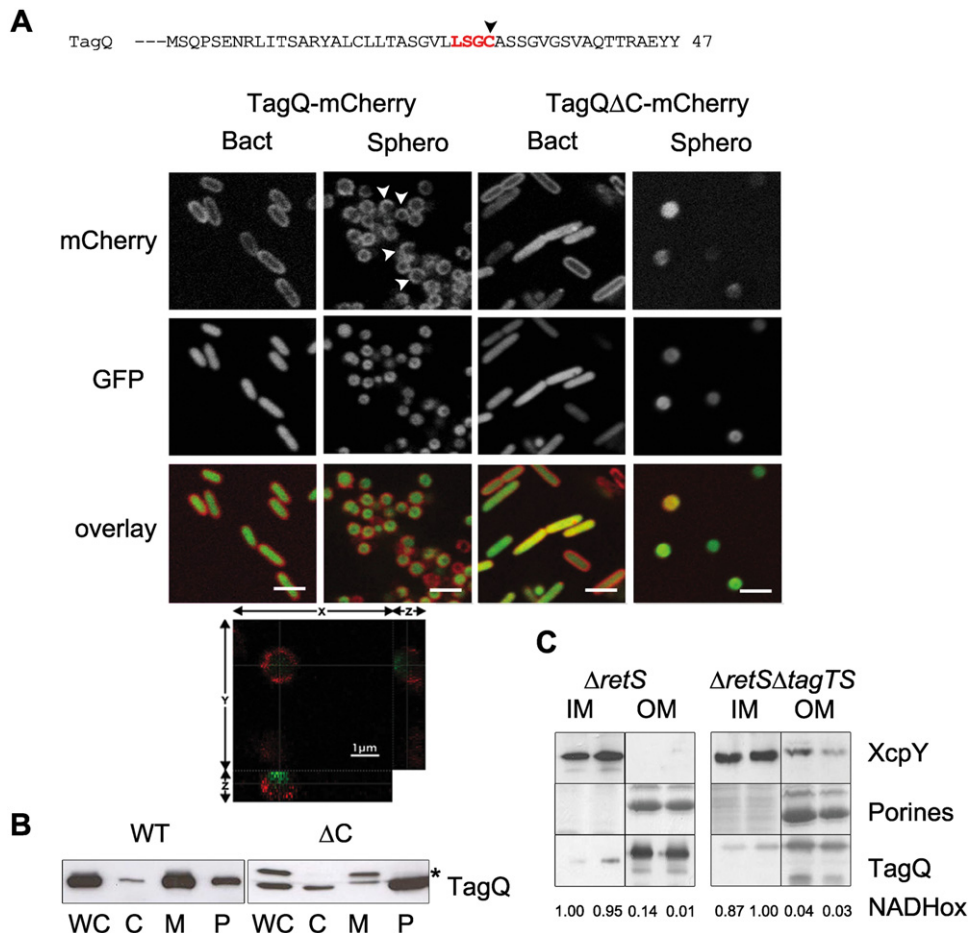 A
TagQ ---MSQPSENRLITSARYALCLLTASGVLLSGCASSGVGSVAQTTRAEYY 47
TagQ-mCherry TagQΔC-mCherry
Bact Sphero Bact Sphero
mCherry
GFP
overlay
X Z
Y
1µm
Z
B
WT ΔC
* TagQ
WC C M P WC C M P
C
ΔretS ΔretSΔtagTS
IM OM IM OM
XcpY
Porines
TagQ
1.00 0.95 0.14 0.01 0.87 1.00 0.04 0.03 NADHox